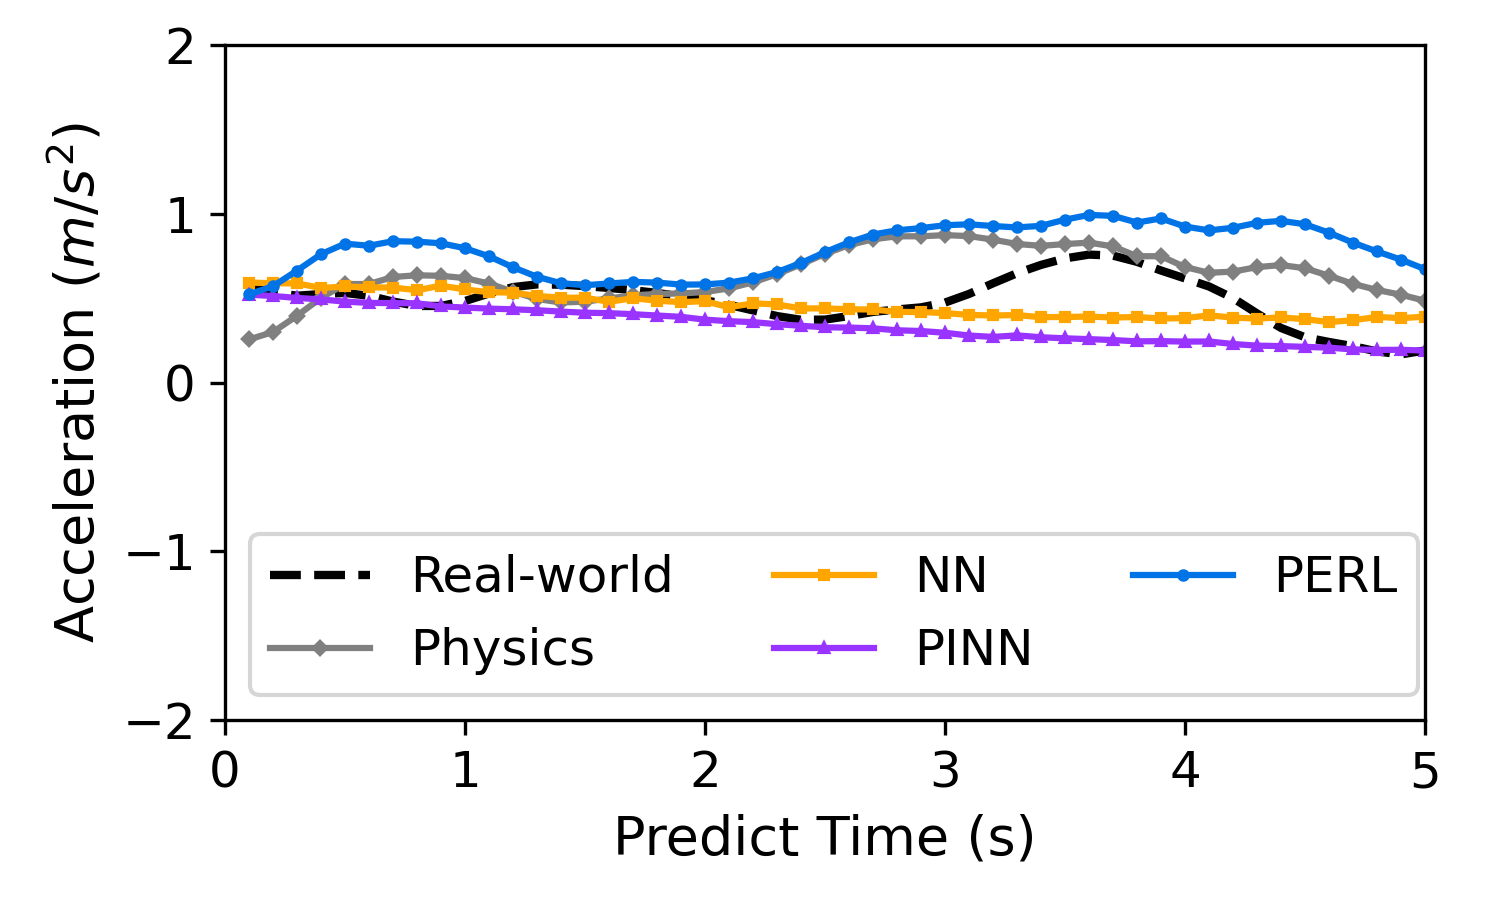 2
1
0
−1
−2
Acceleration (m/s²)
Real-world
Physics
NN
PINN
PERL
0 1 2 3 4 5
Predict Time (s)